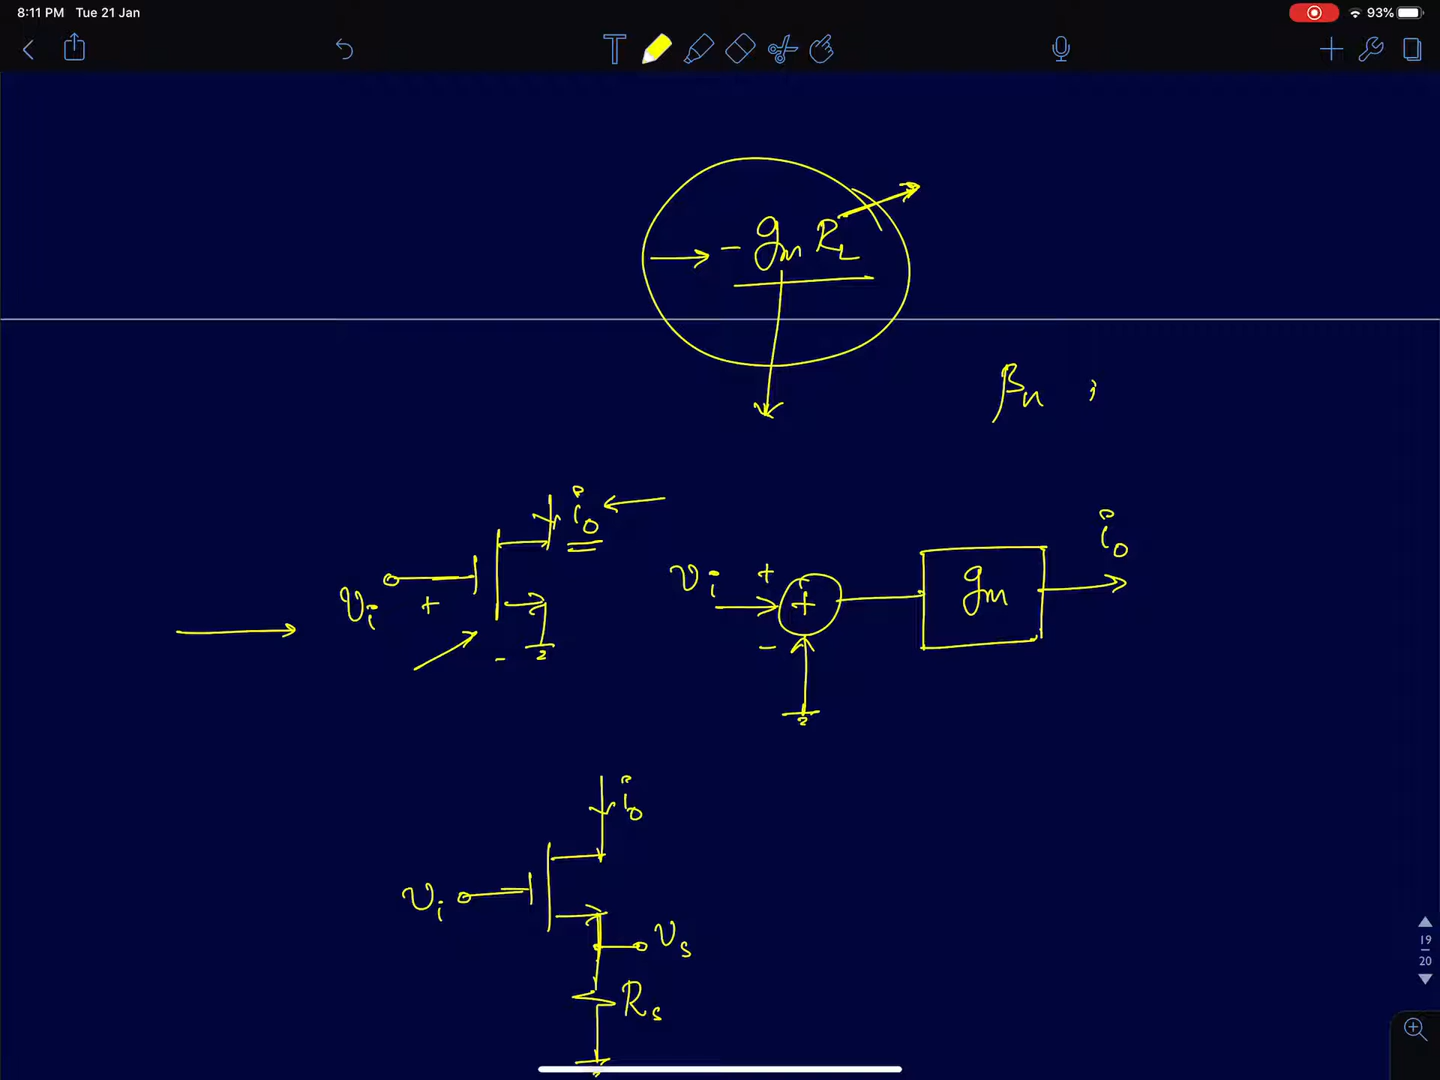 8:11 PM Tue 21 Jan
93%
T
- gm RL
βn ;
io
vi + -
vi + + + -
gm
io
io
vi
vs
Rs
19
20